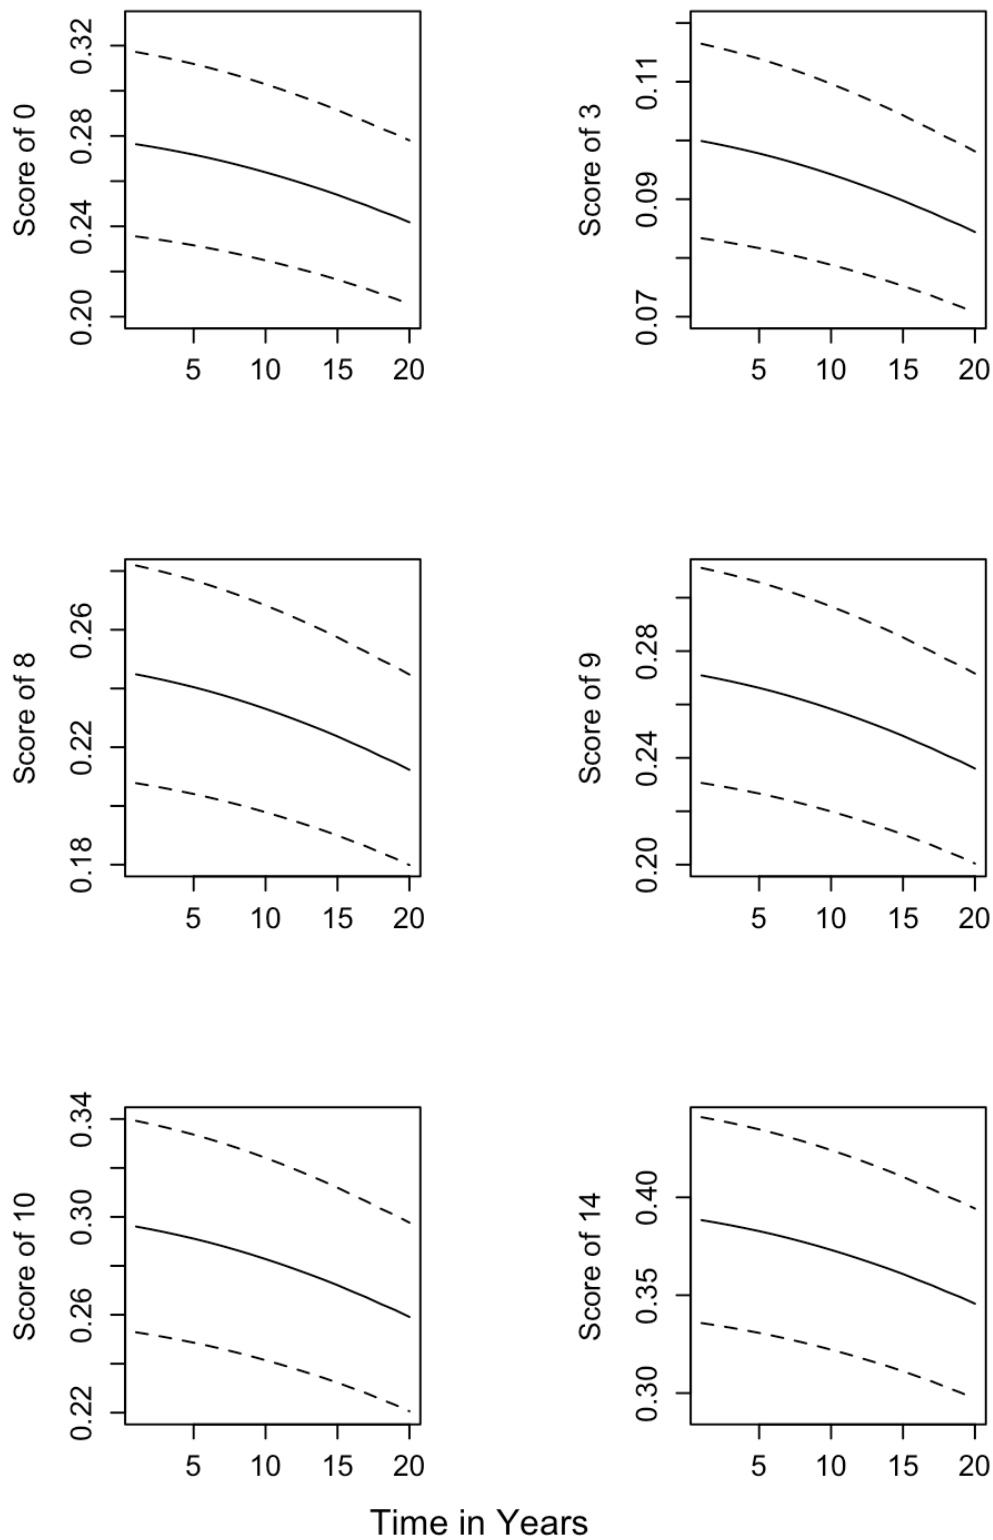 Score of 0
0.20 0.24 0.28 0.32
5 10 15 20
Score of 3
0.07 0.09 0.11
5 10 15 20
Score of 8
0.18 0.22 0.26
5 10 15 20
Score of 9
0.20 0.24 0.28
5 10 15 20
Score of 10
0.22 0.26 0.30 0.34
5 10 15 20
Score of 14
0.30 0.35 0.40
5 10 15 20
Time in Years